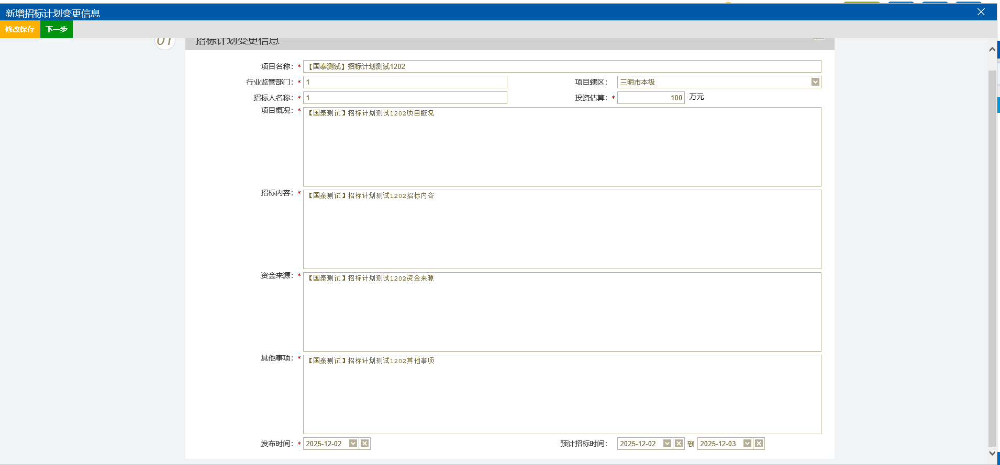 新增招标计划变更信息
修改保存 下一步
01 招标计划变更信息
项目名称：* 【国泰测试】招标计划测试1202
行业监管部门：* 1 项目辖区： 三明市本级
招标人名称：* 1 投资估算：* 100 万元
项目概况：* 【国泰测试】招标计划测试1202项目概况
招标内容：* 【国泰测试】招标计划测试1202招标内容
资金来源：* 【国泰测试】招标计划测试1202资金来源
其他事项：* 【国泰测试】招标计划测试1202其他事项
发布时间：* 2025-12-02 预计招标时间： 2025-12-02 到 2025-12-03